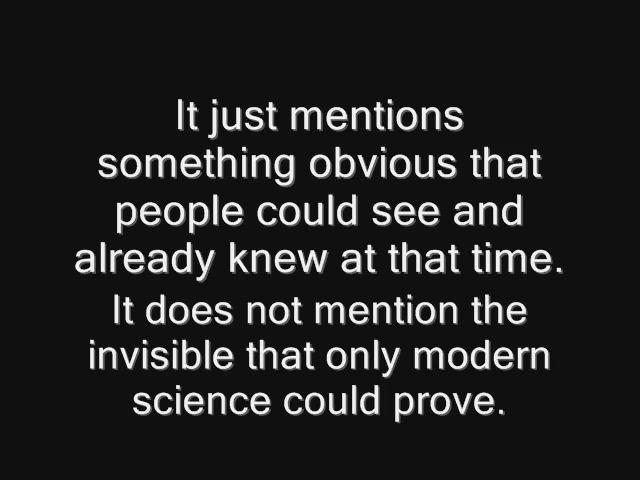 It just mentions
something obvious that
people could see and
already knew at that time.
It does not mention the
invisible that only modern
science could prove.